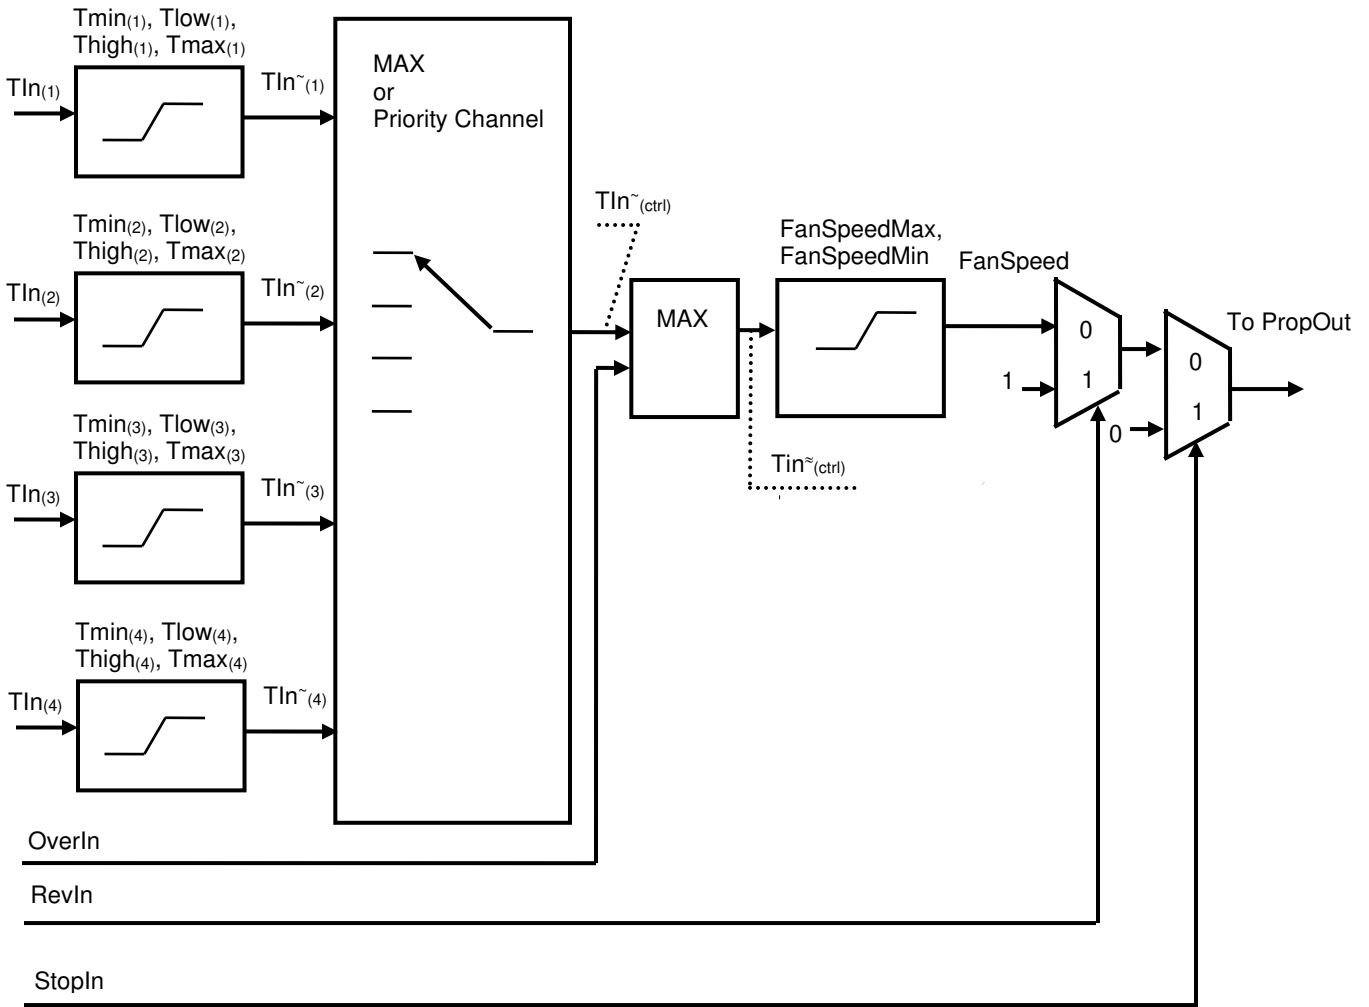 Tmin(1), Tlow(1),
Thigh(1), Tmax(1)
TIn(1)
TIn~(1)
MAX
or
Priority Channel
Tmin(2), Tlow(2),
Thigh(2), Tmax(2)
TIn(2)
TIn~(2)
TIn~(ctrl)
MAX
FanSpeedMax,
FanSpeedMin
FanSpeed
0
1
1
0
1
0
To PropOut
Tin≈(ctrl)
Tmin(3), Tlow(3),
Thigh(3), Tmax(3)
TIn(3)
TIn~(3)
Tmin(4), Tlow(4),
Thigh(4), Tmax(4)
TIn(4)
TIn~(4)
OverIn
RevIn
StopIn